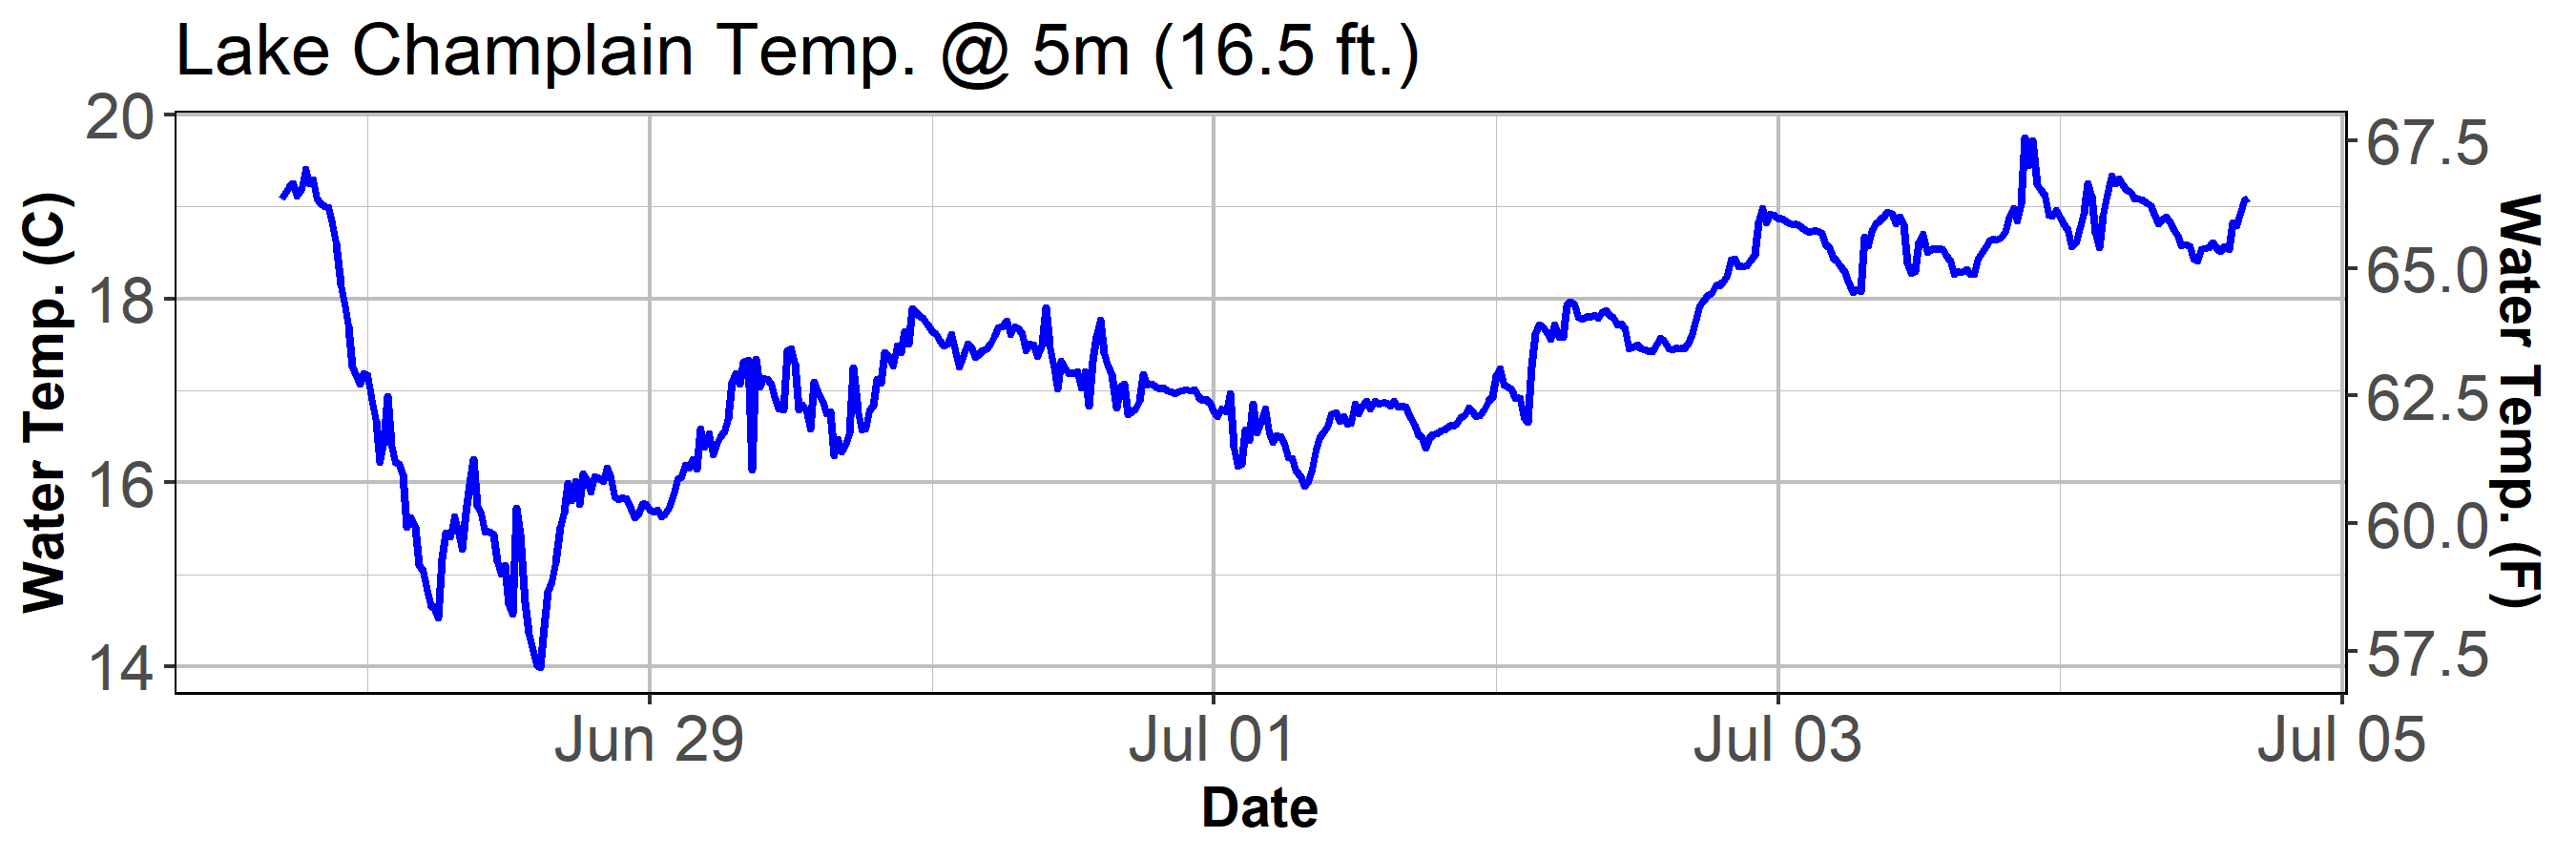 Lake Champlain Temp. @ 5m (16.5 ft.)
Water Temp. (C)
20
18
16
14
67.5
65.0
62.5
60.0
57.5
Water Temp. (F)
Jun 29 Jul 01 Jul 03 Jul 05
Date